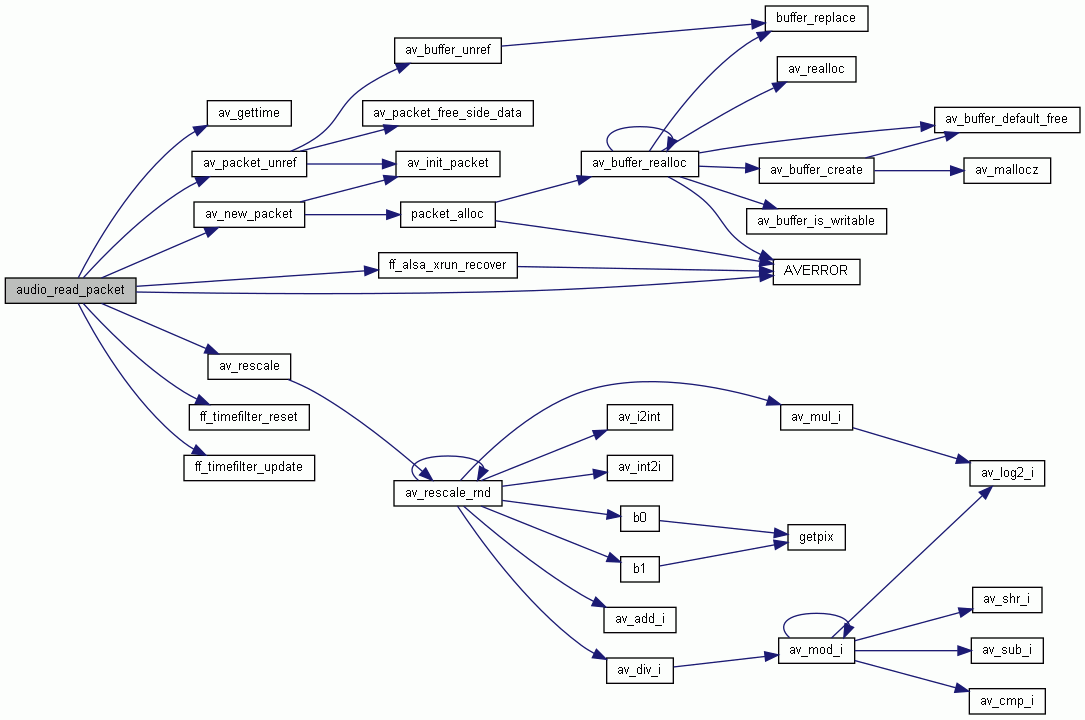 buffer_replace
av_buffer_unref
av_realloc
av_gettime
av_packet_free_side_data
av_buffer_default_free
av_packet_unref
av_init_packet
av_buffer_realloc
av_buffer_create
av_mallocz
av_new_packet
packet_alloc
av_buffer_is_writable
ff_alsa_xrun_recover
AVERROR
audio_read_packet
av_rescale
ff_timefilter_reset
av_i2int
av_mul_i
ff_timefilter_update
av_int2i
av_log2_i
av_rescale_rnd
b0
getpix
b1
av_shr_i
av_add_i
av_mod_i
av_sub_i
av_div_i
av_cmp_i